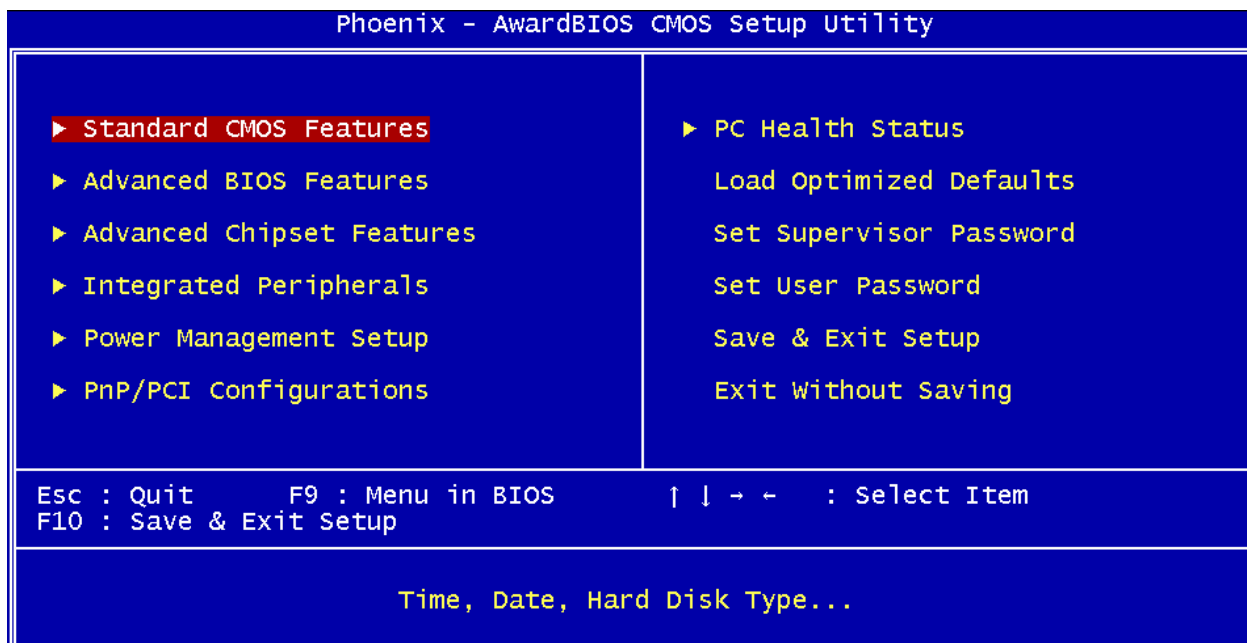 Phoenix - AwardBIOS CMOS Setup Utility
▶ Standard CMOS Features
▶ Advanced BIOS Features
▶ Advanced Chipset Features
▶ Integrated Peripherals
▶ Power Management Setup
▶ PnP/PCI Configurations
▶ PC Health Status
Load Optimized Defaults
Set Supervisor Password
Set User Password
Save & Exit Setup
Exit Without Saving
Esc : Quit F9 : Menu in BIOS ↑ ↓ → ← : Select Item
F10 : Save & Exit Setup
Time, Date, Hard Disk Type...